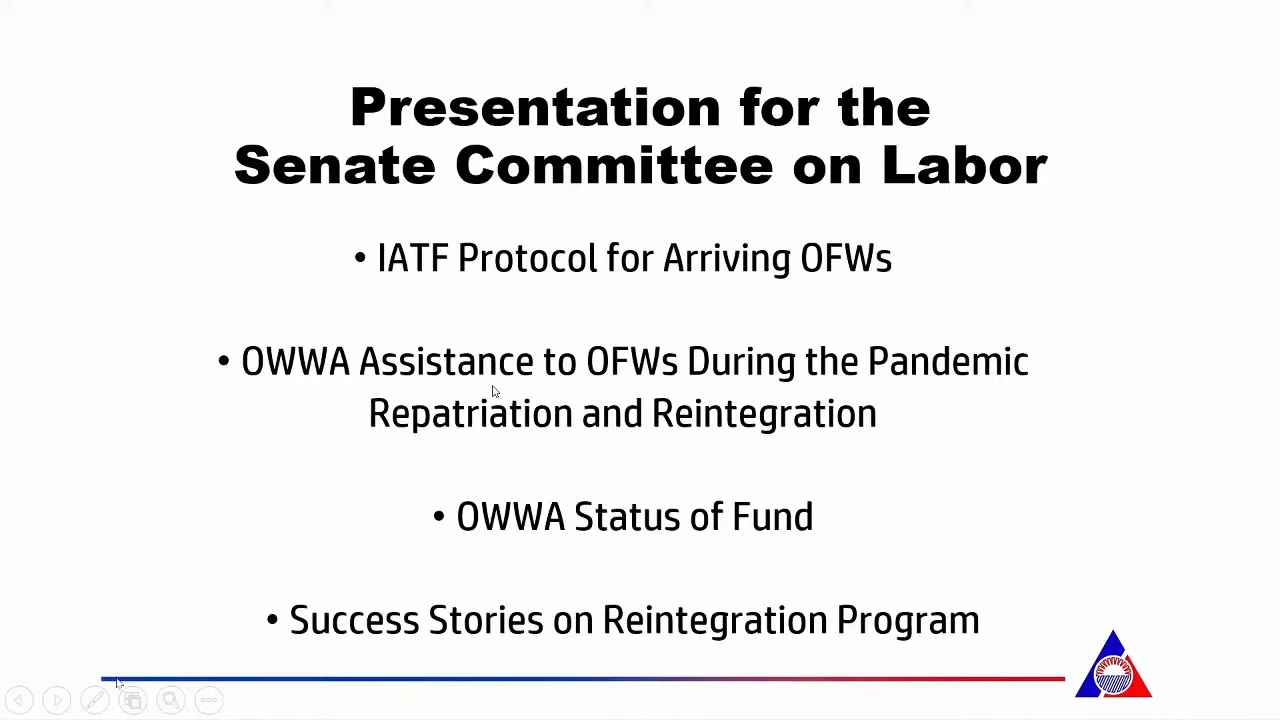 Presentation for the
Senate Committee on Labor
• IATF Protocol for Arriving OFWs
• OWWA Assistance to OFWs During the Pandemic
Repatriation and Reintegration
• OWWA Status of Fund
• Success Stories on Reintegration Program